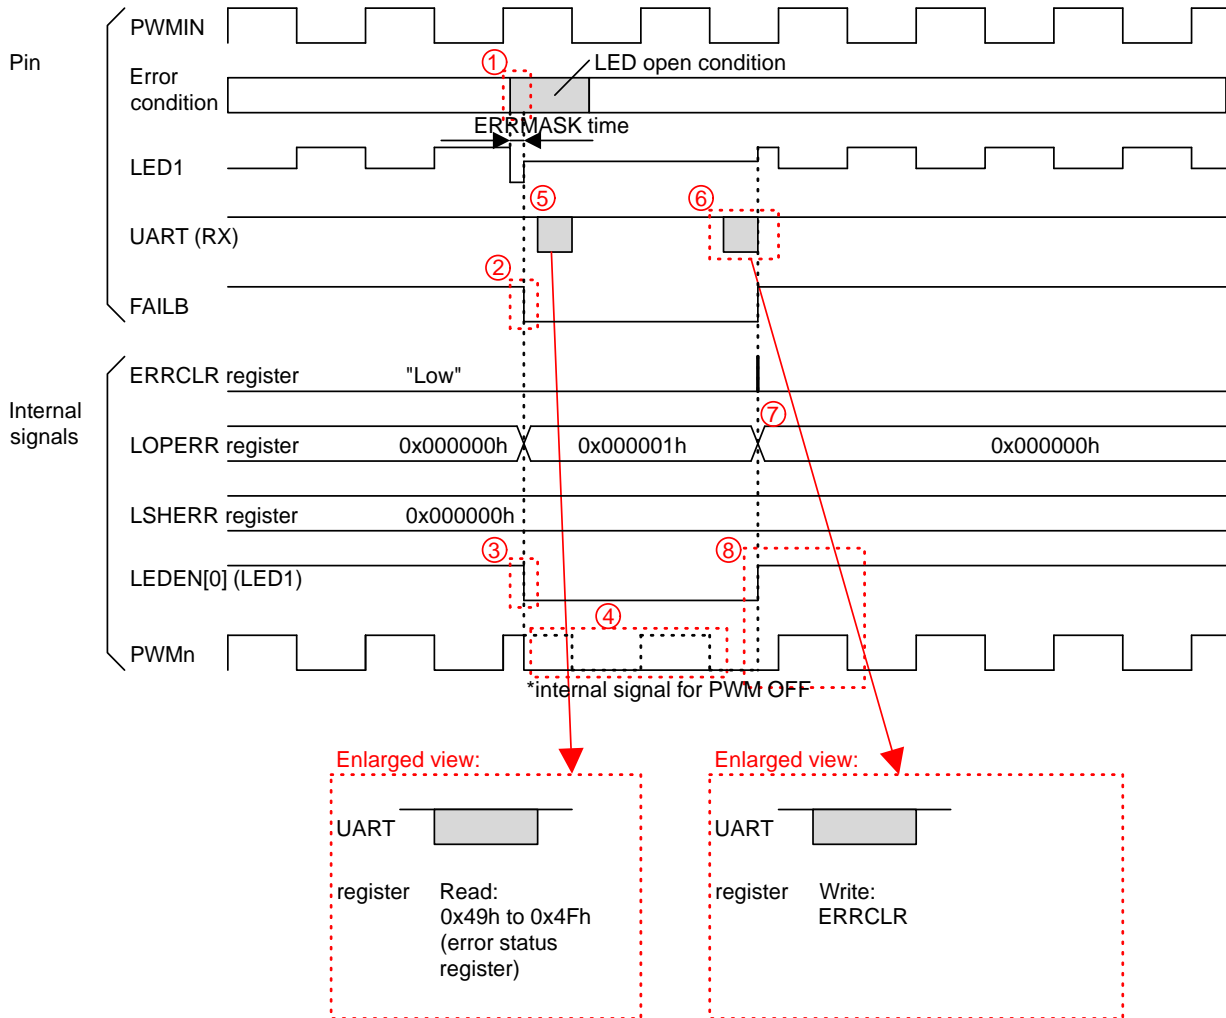 PWMIN
Pin
① LED open condition
Error
condition
ERRMASK time
LED1
⑤ ⑥
UART (RX)
②
FAILB
ERRCLR register "Low"
Internal
signals
⑦
LOPERR register 0x000000h 0x000001h 0x000000h
LSHERR register 0x000000h
③ ⑧
LEDEN[0] (LED1)
④
PWMn
*internal signal for PWM OFF
Enlarged view:
UART
register Read:
0x49h to 0x4Fh
(error status
register)
Enlarged view:
UART
register Write:
ERRCLR